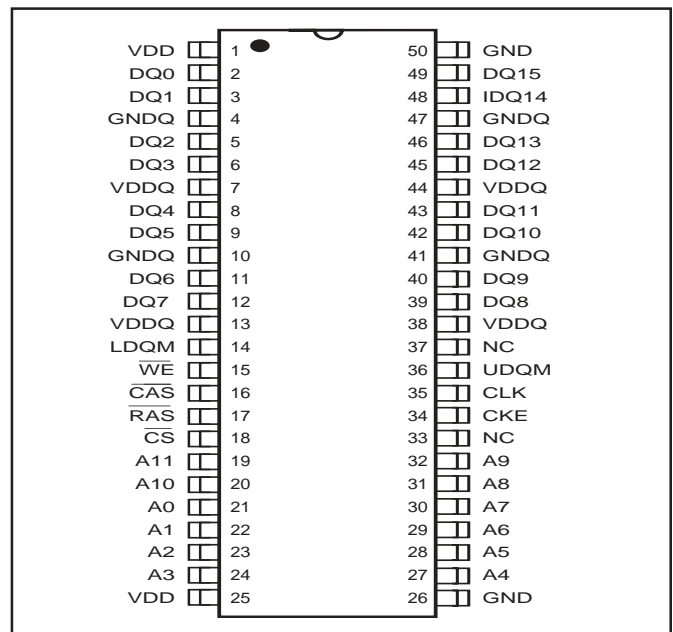 VDD 1 50 GND
DQ0 2 49 DQ15
DQ1 3 48 IDQ14
GNDQ 4 47 GNDQ
DQ2 5 46 DQ13
DQ3 6 45 DQ12
VDDQ 7 44 VDDQ
DQ4 8 43 DQ11
DQ5 9 42 DQ10
GNDQ 10 41 GNDQ
DQ6 11 40 DQ9
DQ7 12 39 DQ8
VDDQ 13 38 VDDQ
LDQM 14 37 NC
W̅E̅ 15 36 UDQM
C̅A̅S̅ 16 35 CLK
R̅A̅S̅ 17 34 CKE
C̅S̅ 18 33 NC
A11 19 32 A9
A10 20 31 A8
A0 21 30 A7
A1 22 29 A6
A2 23 28 A5
A3 24 27 A4
VDD 25 26 GND